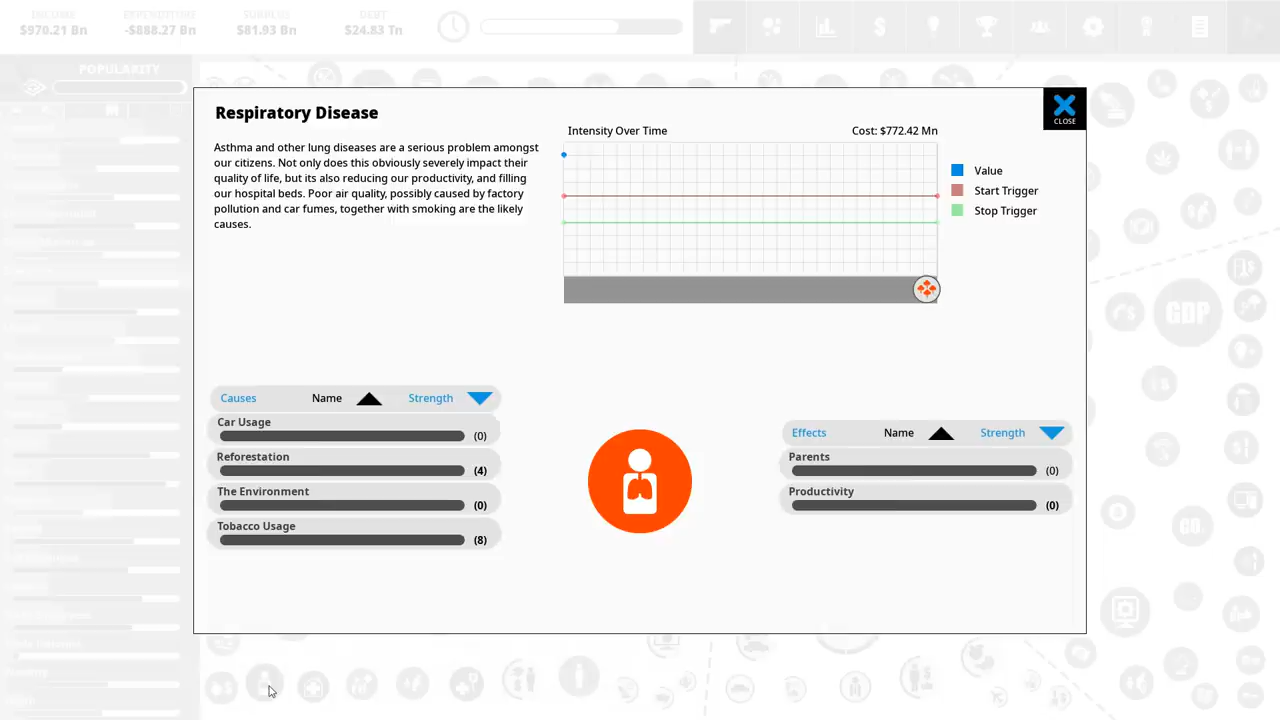 INCOME EXPENDITURE SURPLUS DEBT
$970.21 Bn -$888.27 Bn $81.93 Bn $24.83 Tn
POPULARITY
Respiratory Disease
CLOSE
Asthma and other lung diseases are a serious problem amongst
our citizens. Not only does this obviously severely impact their
quality of life, but its also reducing our productivity, and filling
our hospital beds. Poor air quality, possibly caused by factory
pollution and car fumes, together with smoking are the likely
causes.
Intensity Over Time Cost: $772.42 Mn
Value
Start Trigger
Stop Trigger
Causes Name Strength
Car Usage
(0)
Reforestation
(4)
The Environment
(0)
Tobacco Usage
(8)
Effects Name Strength
Parents
(0)
Productivity
(0)
GDP